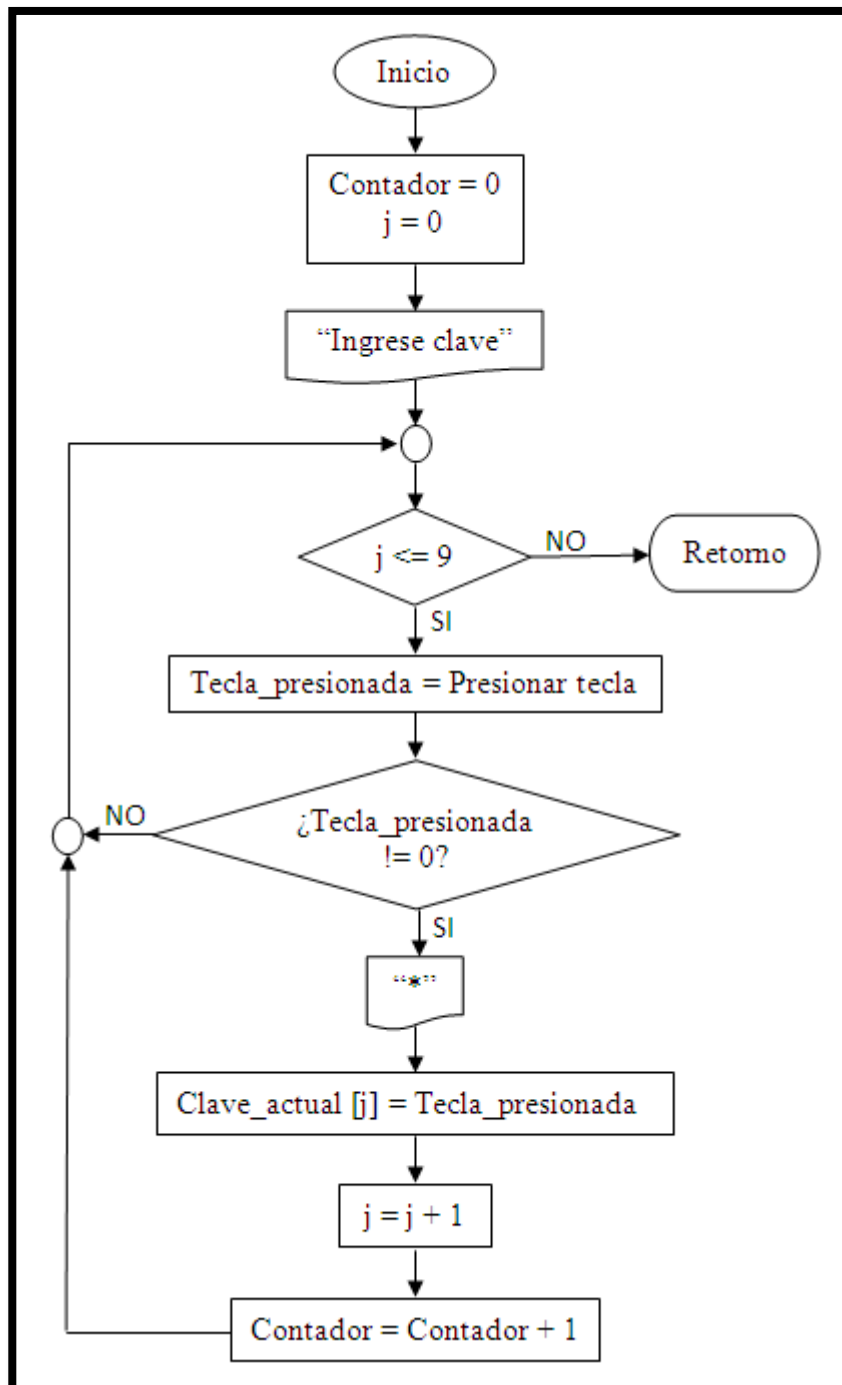 Inicio
Contador = 0
j = 0
“Ingrese clave”
j <= 9
NO
Retorno
SI
Tecla_presionada = Presionar tecla
NO
¿Tecla_presionada
!= 0?
SI
“*”
Clave_actual [j] = Tecla_presionada
j = j + 1
Contador = Contador + 1